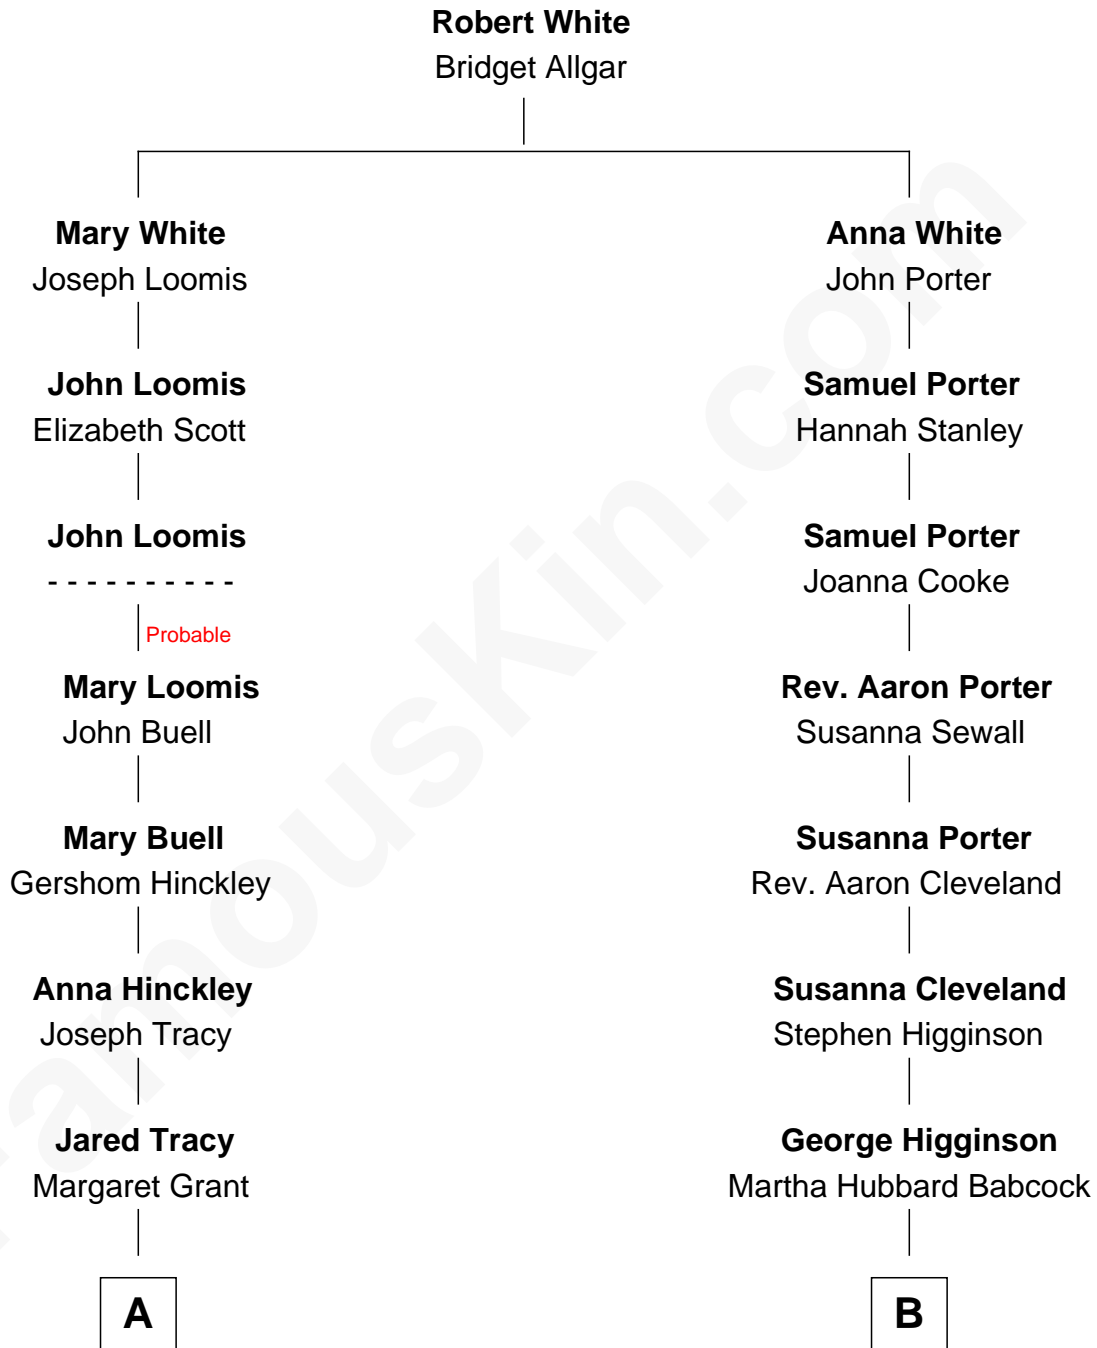 Robert White
Bridget Allgar
Mary White
Joseph Loomis
Anna White
John Porter
John Loomis
Elizabeth Scott
Samuel Porter
Hannah Stanley
John Loomis
- - - - - - - - - -
Samuel Porter
Joanna Cooke
Probable
Mary Loomis
John Buell
Rev. Aaron Porter
Susanna Sewall
Mary Buell
Gershom Hinckley
Susanna Porter
Rev. Aaron Cleveland
Anna Hinckley
Joseph Tracy
Susanna Cleveland
Stephen Higginson
Jared Tracy
Margaret Grant
George Higginson
Martha Hubbard Babcock
A
B
FamousKin.com